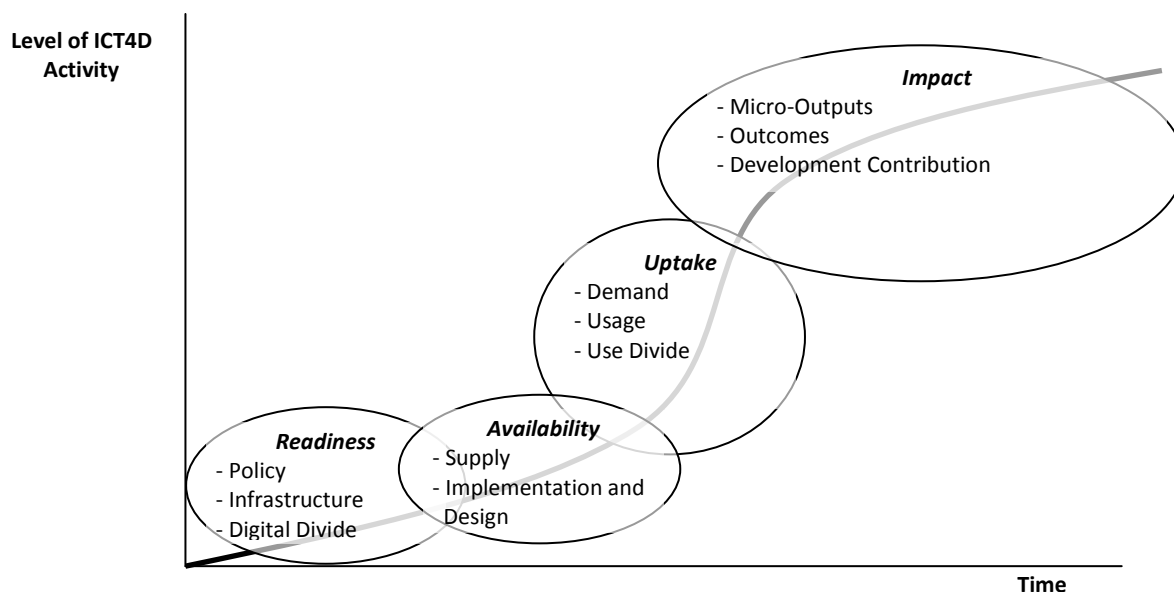 Level of ICT4D
Activity
Impact
- Micro-Outputs
- Outcomes
- Development Contribution
Uptake
- Demand
- Usage
- Use Divide
Readiness
- Policy
- Infrastructure
- Digital Divide
Availability
- Supply
- Implementation and
Design
Time